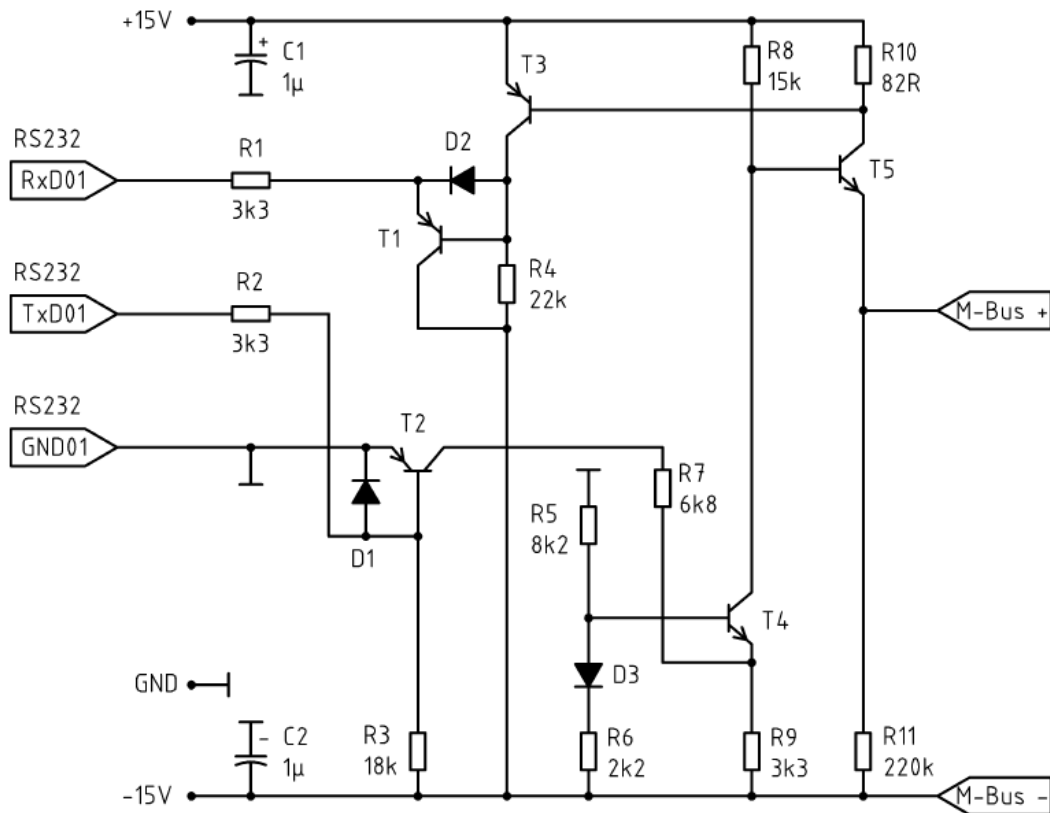 +15V
C1
1µ
+
T3
R8
15k
R10
82R
RS232
RxD01
R1
3k3
D2
T1
T5
RS232
TxD01
R2
3k3
R4
22k
M-Bus +
RS232
GND01
T2
D1
R7
6k8
R5
8k2
T4
GND
D3
C2
1µ
-
R3
18k
R6
2k2
R9
3k3
R11
220k
-15V
M-Bus -